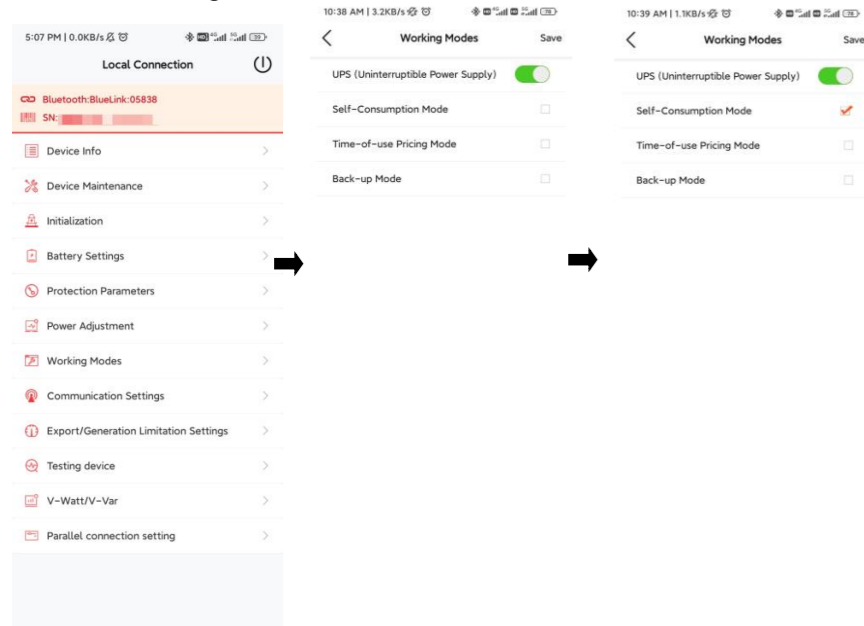 5:07 PM | 0.0KB/s
39
Local Connection
Bluetooth:BlueLink:05838
SN:
Device Info
Device Maintenance
Initialization
Battery Settings
Protection Parameters
Power Adjustment
Working Modes
Communication Settings
Export/Generation Limitation Settings
Testing device
V-Watt/V-Var
Parallel connection setting
10:38 AM | 3.2KB/s
78
Working Modes
Save
UPS (Uninterruptible Power Supply)
Self-Consumption Mode
Time-of-use Pricing Mode
Back-up Mode
10:39 AM | 1.1KB/s
78
Working Modes
Save
UPS (Uninterruptible Power Supply)
Self-Consumption Mode
Time-of-use Pricing Mode
Back-up Mode